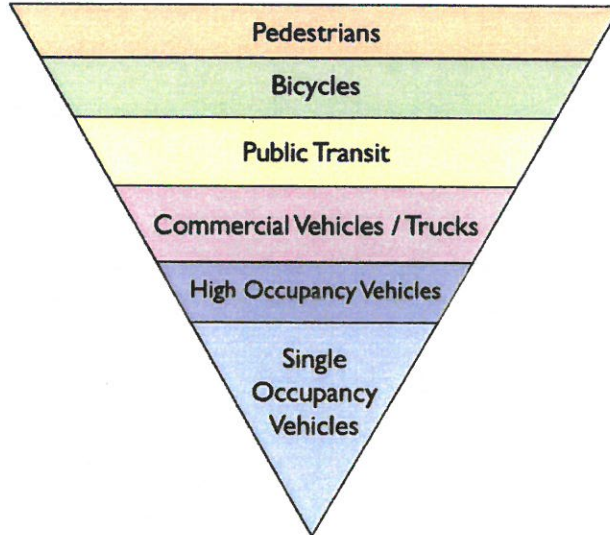 Pedestrians
Bicycles
Public Transit
Commercial Vehicles / Trucks
High Occupancy Vehicles
Single
Occupancy
Vehicles